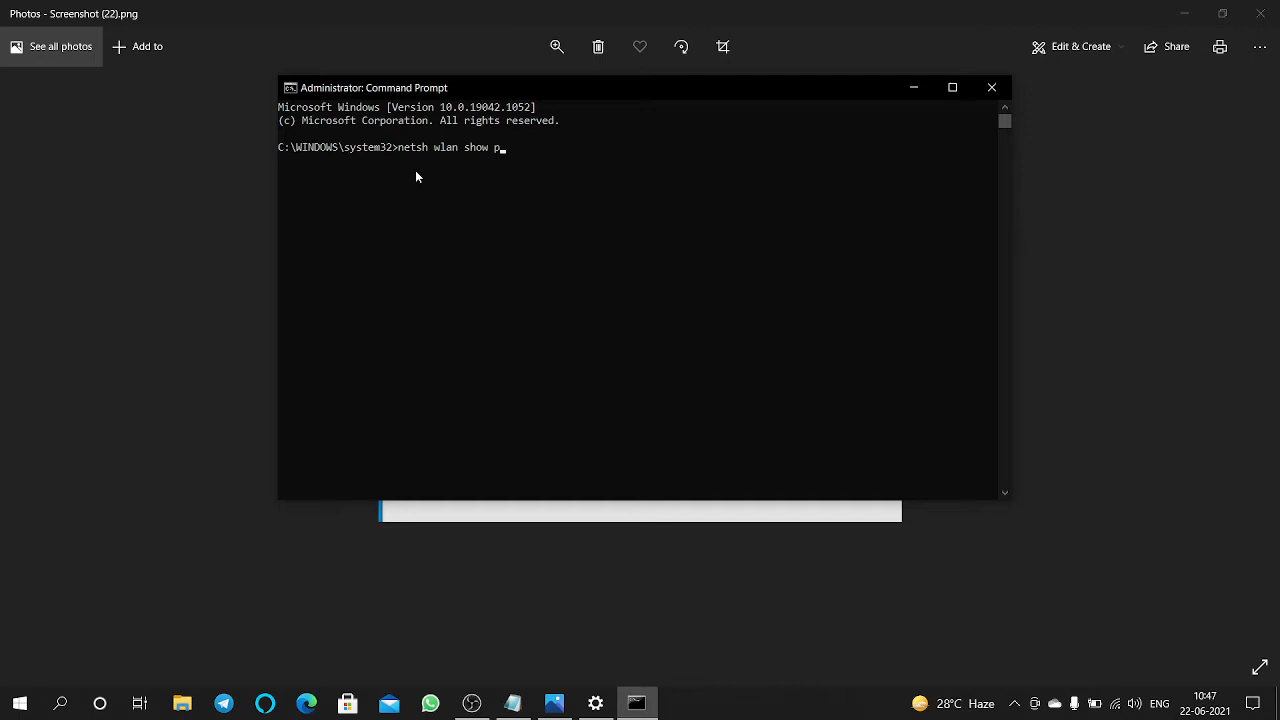 Photos - Screenshot (22).png
See all photos
Add to
Edit & Create
Share
Administrator: Command Prompt
Microsoft Windows [Version 10.0.19042.1052]
(c) Microsoft Corporation. All rights reserved.
C:\WINDOWS\system32>netsh wlan show p
28°C Haze
ENG
10:47
22-06-2021